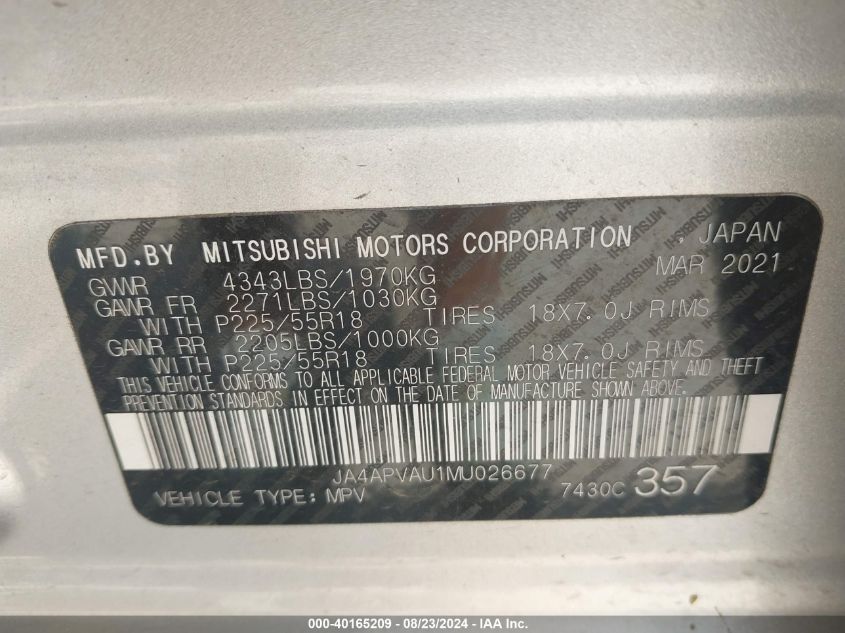 MFD.BY MITSUBISHI MOTORS CORPORATION , JAPAN
GVWR 4343LBS/1970KG MAR 2021
GAWR FR 2271LBS/1030KG
WITH P225/55R18 TIRES 18X7.0J RIMS
GAWR RR 2205LBS/1000KG
WITH P225/55R18 TIRES 18X7.0J RIMS
THIS VEHICLE CONFORMS TO ALL APPLICABLE FEDERAL MOTOR VEHICLE SAFETY AND THEFT
PREVENTION STANDARDS IN EFFECT ON THE DATE OF MANUFACTURE SHOWN ABOVE.
JA4APVAU1MU026677
VEHICLE TYPE: MPV 7430C 357
000-40165209 - 08/23/2024 - IAA Inc.